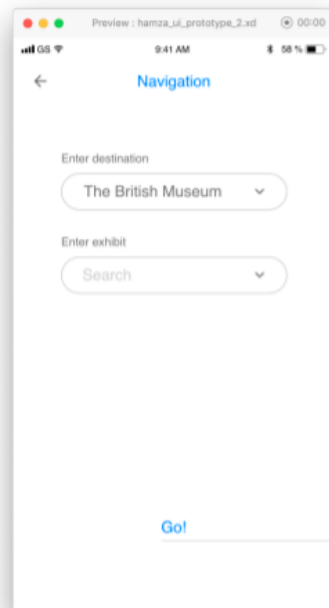 Preview : hamza_ui_prototype_2.xd 00:00
GS 9:41 AM 58 %
Navigation
Enter destination
The British Museum
Enter exhibit
Search
Go!